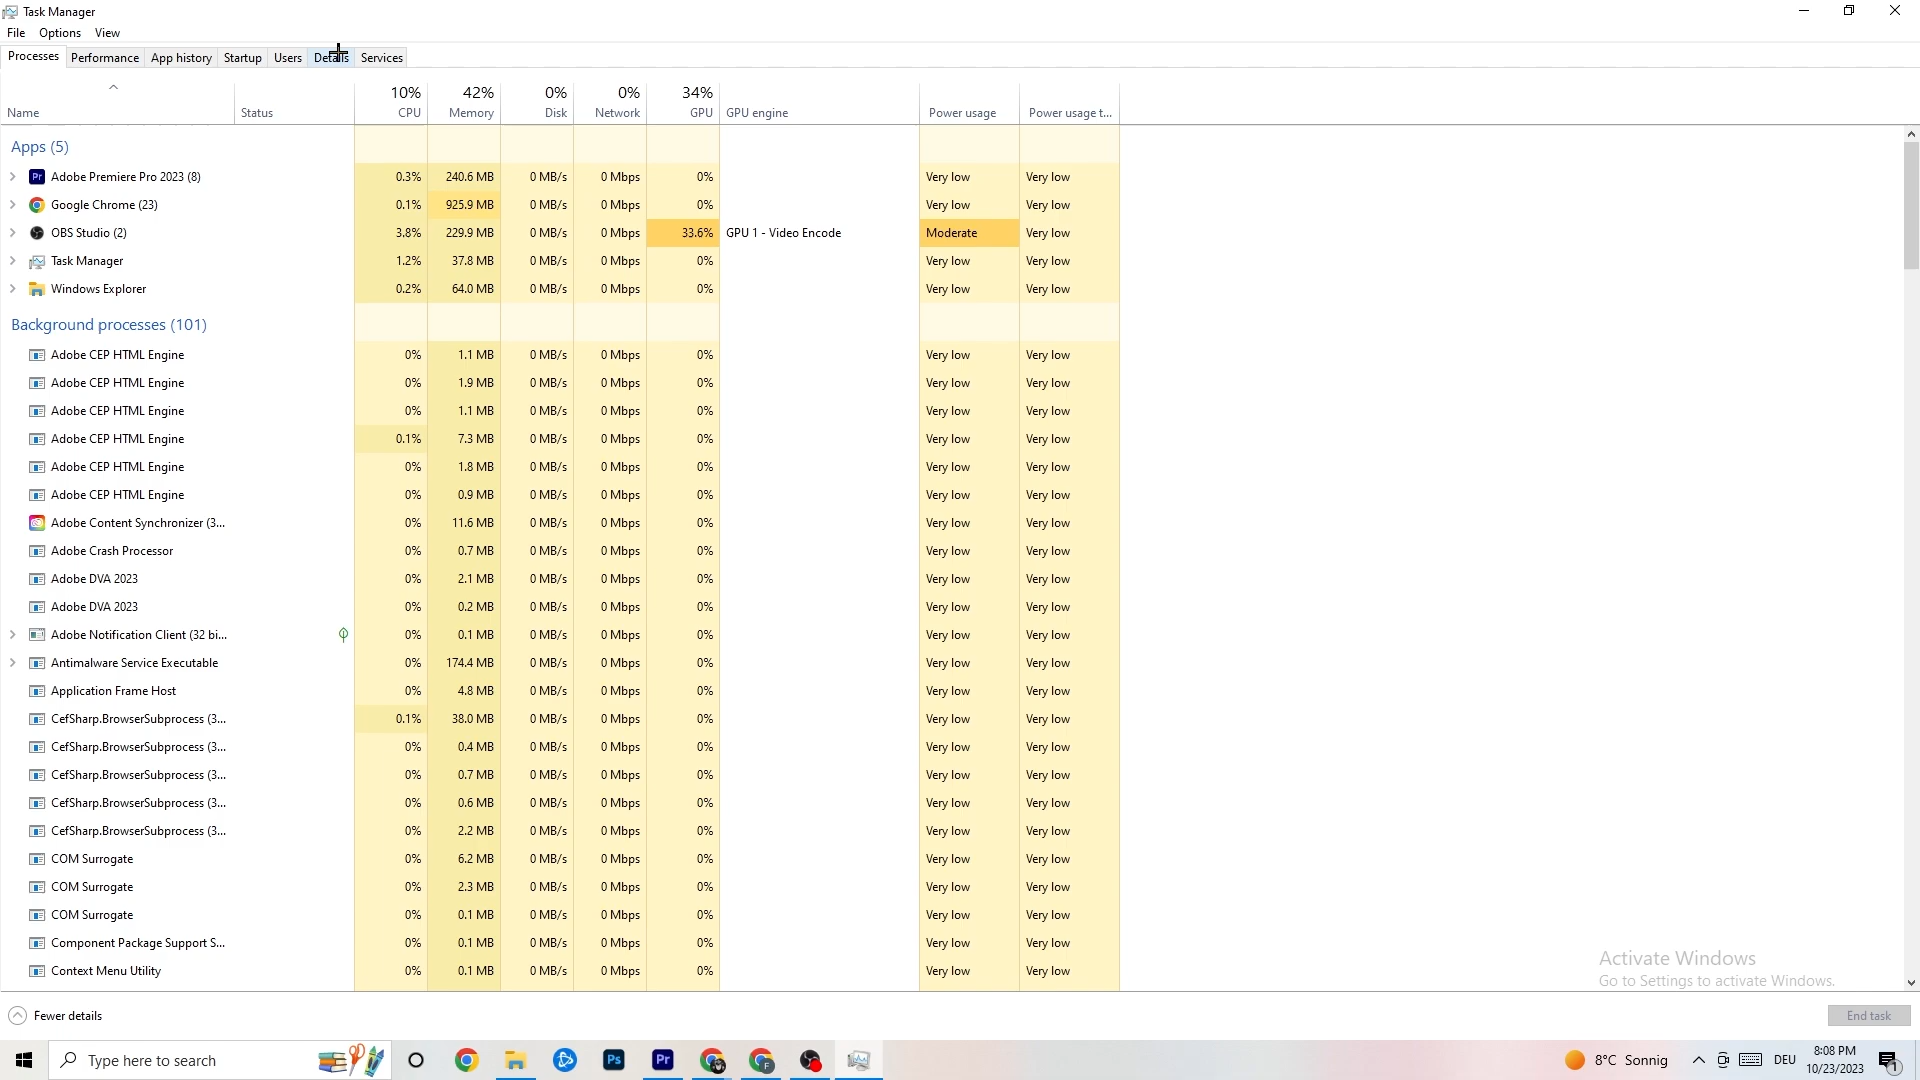 Task Manager
File Options View
Processes Performance App history Startup Users Details Services
10% 42% 0% 0% 34%
Name Status CPU Memory Disk Network GPU GPU engine Power usage Power usage t...
Apps (5)
Adobe Premiere Pro 2023 (8) 0.3% 240.6 MB 0 MB/s 0 Mbps 0% Very low Very low
Google Chrome (23) 0.1% 925.9 MB 0 MB/s 0 Mbps 0% Very low Very low
OBS Studio (2) 3.8% 229.9 MB 0 MB/s 0 Mbps 33.6% GPU 1 - Video Encode Moderate Very low
Task Manager 1.2% 37.8 MB 0 MB/s 0 Mbps 0% Very low Very low
Windows Explorer 0.2% 64.0 MB 0 MB/s 0 Mbps 0% Very low Very low
Background processes (101)
Adobe CEP HTML Engine 0% 1.1 MB 0 MB/s 0 Mbps 0% Very low Very low
Adobe CEP HTML Engine 0% 1.9 MB 0 MB/s 0 Mbps 0% Very low Very low
Adobe CEP HTML Engine 0% 1.1 MB 0 MB/s 0 Mbps 0% Very low Very low
Adobe CEP HTML Engine 0.1% 7.3 MB 0 MB/s 0 Mbps 0% Very low Very low
Adobe CEP HTML Engine 0% 1.8 MB 0 MB/s 0 Mbps 0% Very low Very low
Adobe CEP HTML Engine 0% 0.9 MB 0 MB/s 0 Mbps 0% Very low Very low
Adobe Content Synchronizer (3... 0% 11.6 MB 0 MB/s 0 Mbps 0% Very low Very low
Adobe Crash Processor 0% 0.7 MB 0 MB/s 0 Mbps 0% Very low Very low
Adobe DVA 2023 0% 2.1 MB 0 MB/s 0 Mbps 0% Very low Very low
Adobe DVA 2023 0% 0.2 MB 0 MB/s 0 Mbps 0% Very low Very low
Adobe Notification Client (32 bi... 0% 0.1 MB 0 MB/s 0 Mbps 0% Very low Very low
Antimalware Service Executable 0% 174.4 MB 0 MB/s 0 Mbps 0% Very low Very low
Application Frame Host 0% 4.8 MB 0 MB/s 0 Mbps 0% Very low Very low
CefSharp.BrowserSubprocess (3... 0.1% 38.0 MB 0 MB/s 0 Mbps 0% Very low Very low
CefSharp.BrowserSubprocess (3... 0% 0.4 MB 0 MB/s 0 Mbps 0% Very low Very low
CefSharp.BrowserSubprocess (3... 0% 0.7 MB 0 MB/s 0 Mbps 0% Very low Very low
CefSharp.BrowserSubprocess (3... 0% 0.6 MB 0 MB/s 0 Mbps 0% Very low Very low
CefSharp.BrowserSubprocess (3... 0% 2.2 MB 0 MB/s 0 Mbps 0% Very low Very low
COM Surrogate 0% 6.2 MB 0 MB/s 0 Mbps 0% Very low Very low
COM Surrogate 0% 2.3 MB 0 MB/s 0 Mbps 0% Very low Very low
COM Surrogate 0% 0.1 MB 0 MB/s 0 Mbps 0% Very low Very low
Component Package Support S... 0% 0.1 MB 0 MB/s 0 Mbps 0% Very low Very low
Context Menu Utility 0% 0.1 MB 0 MB/s 0 Mbps 0% Very low Very low
Activate Windows
Go to Settings to activate Windows.
Fewer details End task
Type here to search Ps Pr F 8°C Sonnig DEU 8:08 PM
10/23/2023 1